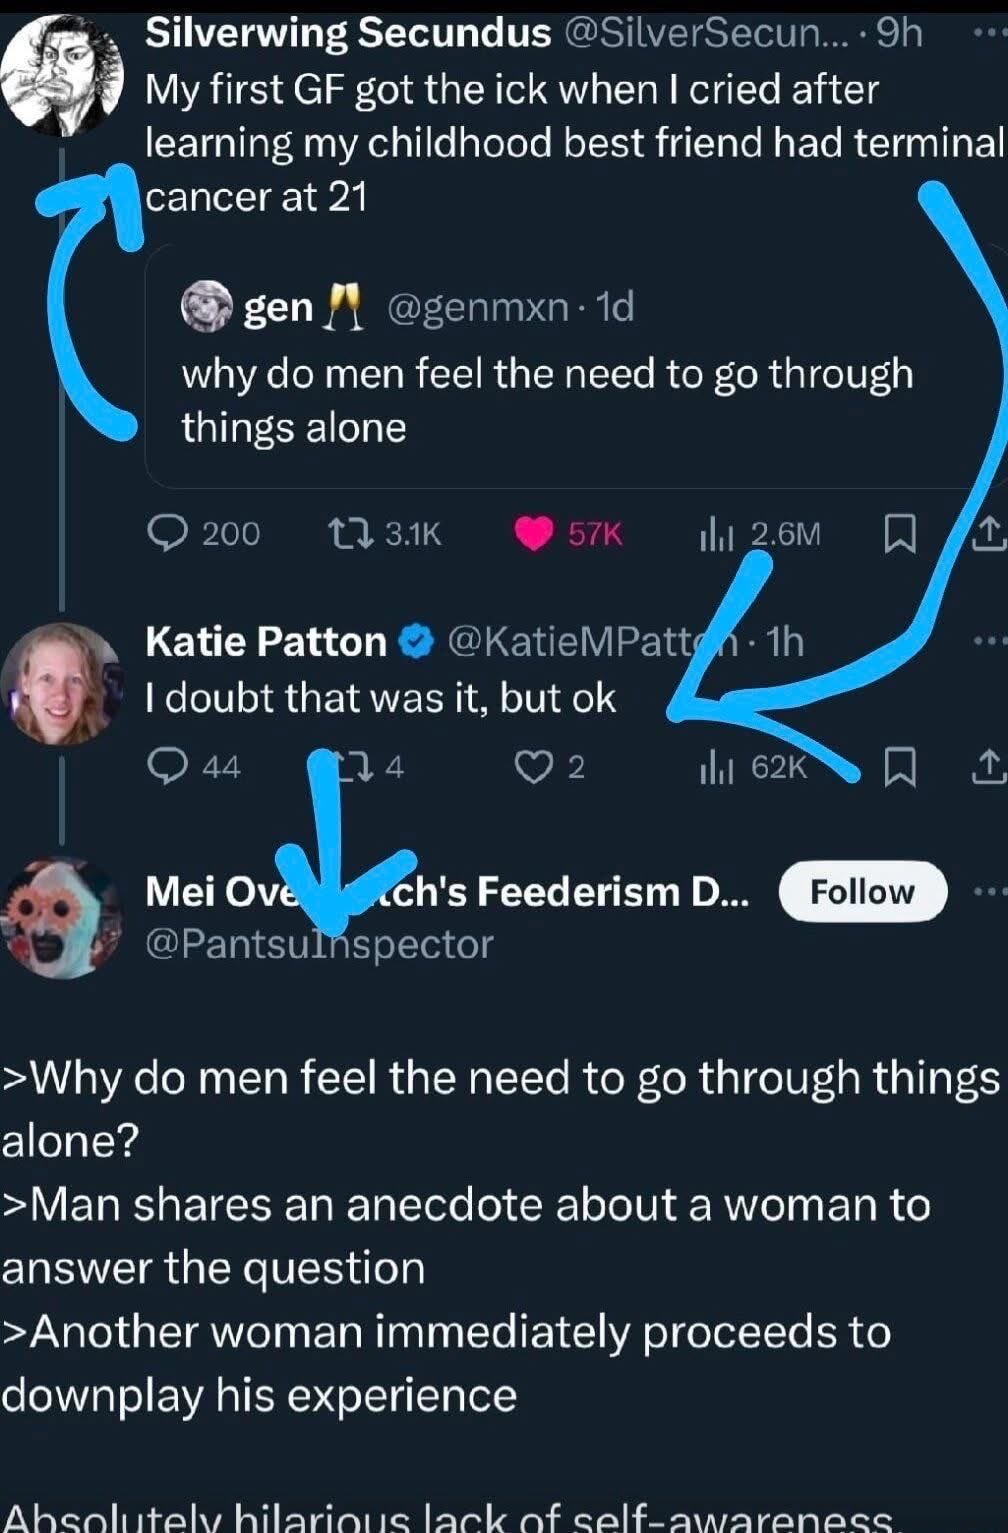 Silverwing Secundus @SilverSecun... · 9h
My first GF got the ick when I cried after
learning my childhood best friend had terminal
cancer at 21
gen 🥂 @genmxn · 1d
why do men feel the need to go through
things alone
200 3.1K 57K 2.6M
Katie Patton @KatieMPatton · 1h
I doubt that was it, but ok
44 4 2 62K
Mei Ove ch's Feederism D... Follow
@PantsuInspector
>Why do men feel the need to go through things
alone?
>Man shares an anecdote about a woman to
answer the question
>Another woman immediately proceeds to
downplay his experience
Absolutely hilarious lack of self-awareness